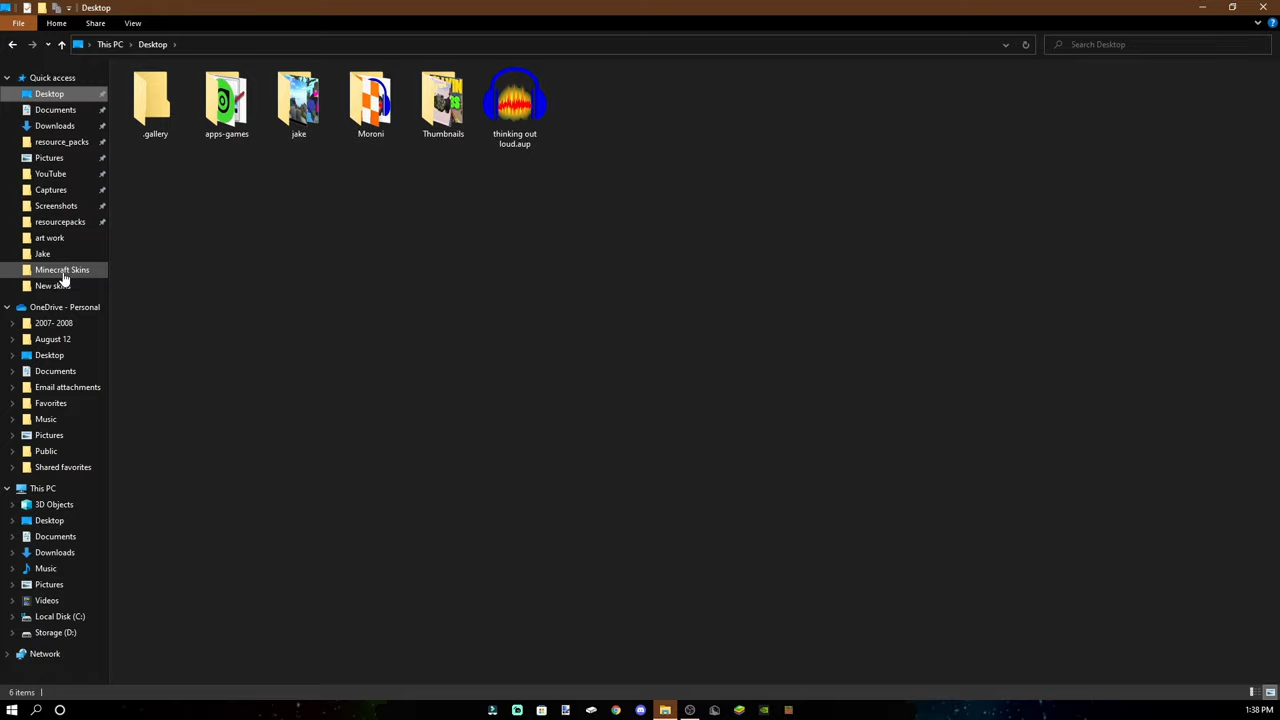 Desktop
File Home Share View
This PC Desktop
Search Desktop
Quick access
Desktop
Documents
Downloads
resource_packs
Pictures
YouTube
Captures
Screenshots
resourcepacks
art work
Jake
Minecraft Skins
New
OneDrive - Personal
2007- 2008
August 12
Desktop
Documents
Email attachments
Favorites
Music
Pictures
Public
Shared favorites
This PC
3D Objects
Desktop
Documents
Downloads
Music
Pictures
Videos
Local Disk (C:)
Storage (D:)
Network
.gallery
apps-games
jake
Moroni
Thumbnails
thinking out
loud.aup
6 items
1:38 PM